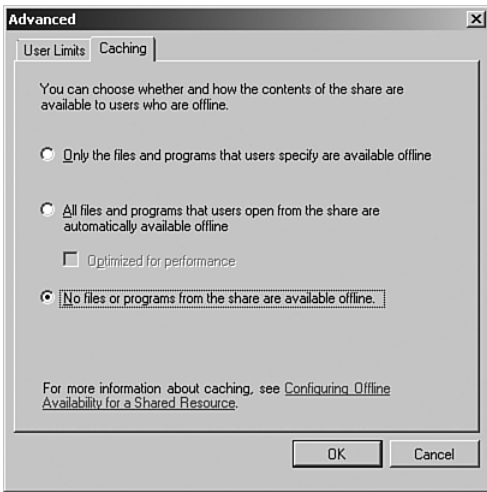 Advanced
User Limits Caching
You can choose whether and how the contents of the share are
available to users who are offline.
Only the files and programs that users specify are available offline
All files and programs that users open from the share are
automatically available offline
Optimized for performance
No files or programs from the share are available offline.
For more information about caching, see Configuring Offline
Availability for a Shared Resource.
OK Cancel